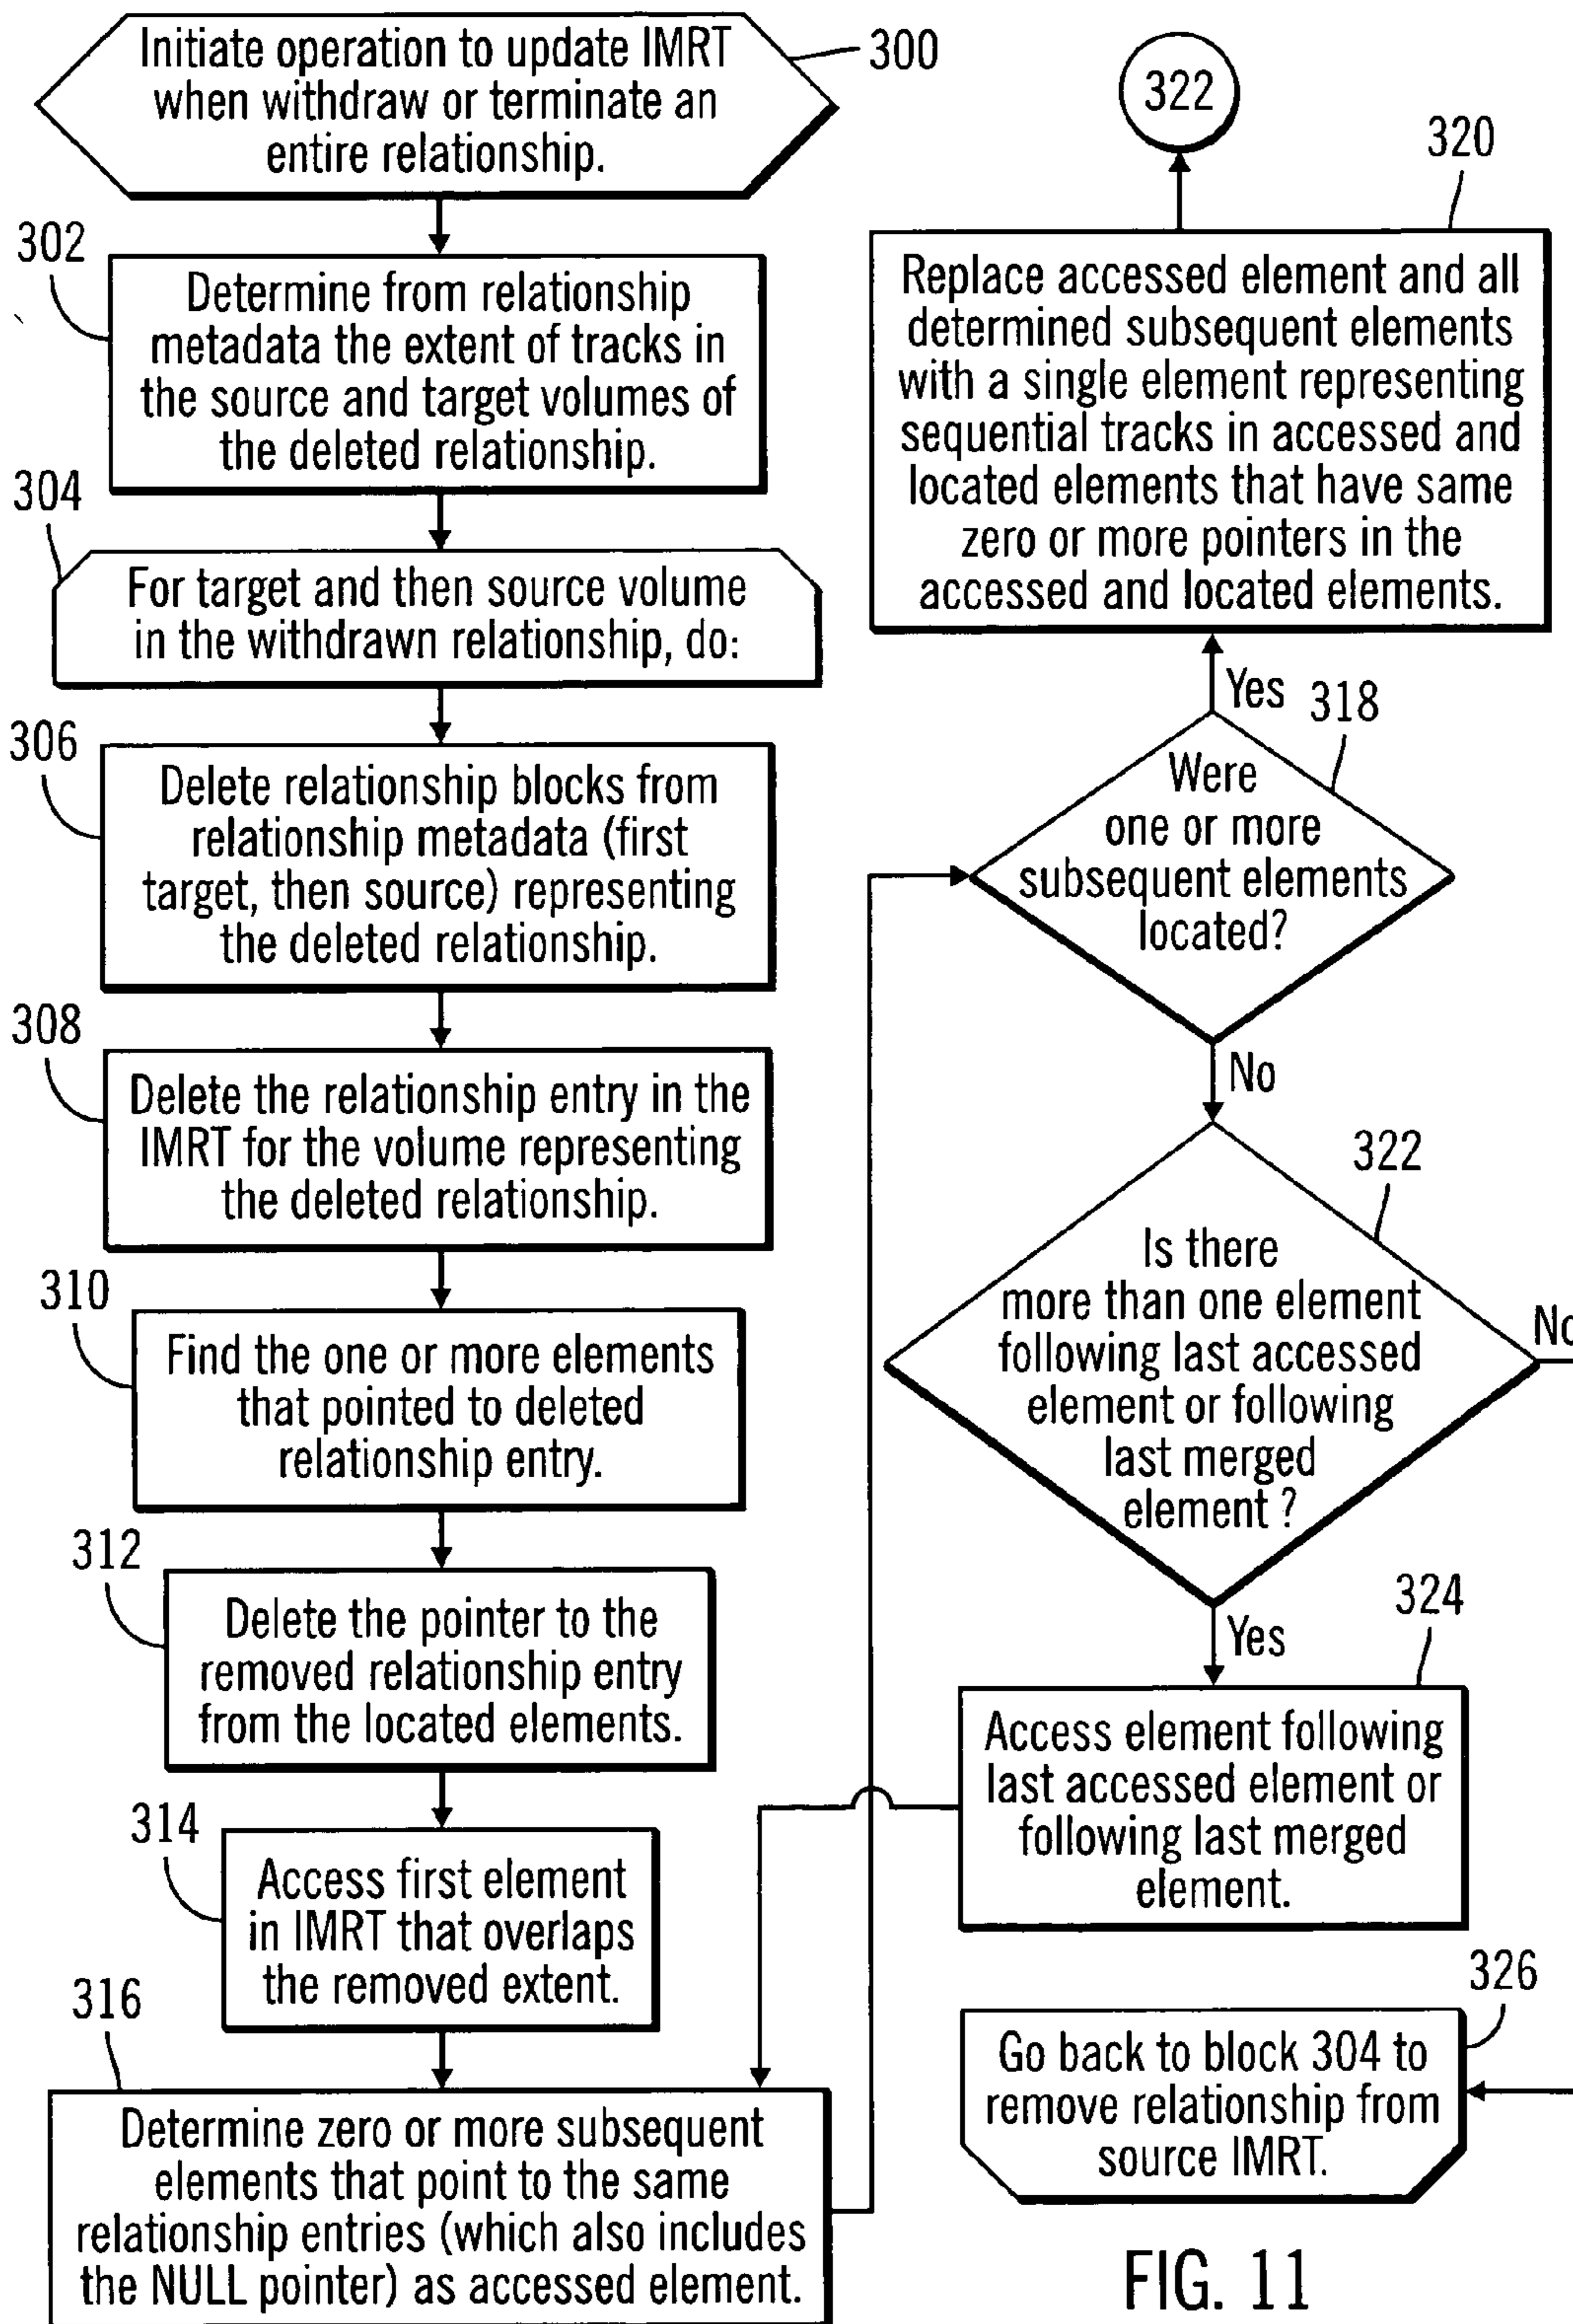 Initiate operation to update IMRT
when withdraw or terminate an
entire relationship.
300
302
Determine from relationship
metadata the extent of tracks in
the source and target volumes of
the deleted relationship.
304
For target and then source volume
in the withdrawn relationship, do:
306
Delete relationship blocks from
relationship metadata (first
target, then source) representing
the deleted relationship.
308
Delete the relationship entry in the
IMRT for the volume representing
the deleted relationship.
310
Find the one or more elements
that pointed to deleted
relationship entry.
312
Delete the pointer to the
removed relationship entry
from the located elements.
314
Access first element
in IMRT that overlaps
the removed extent.
316
Determine zero or more subsequent
elements that point to the same
relationship entries (which also includes
the NULL pointer) as accessed element.
322
320
Replace accessed element and all
determined subsequent elements
with a single element representing
sequential tracks in accessed and
located elements that have same
zero or more pointers in the
accessed and located elements.
Yes
318
Were
one or more
subsequent elements
located?
No
322
Is there
more than one element
following last accessed
element or following
last merged
element ?
No
Yes
324
Access element following
last accessed element or
following last merged
element.
326
Go back to block 304 to
remove relationship from
source IMRT.
FIG. 11